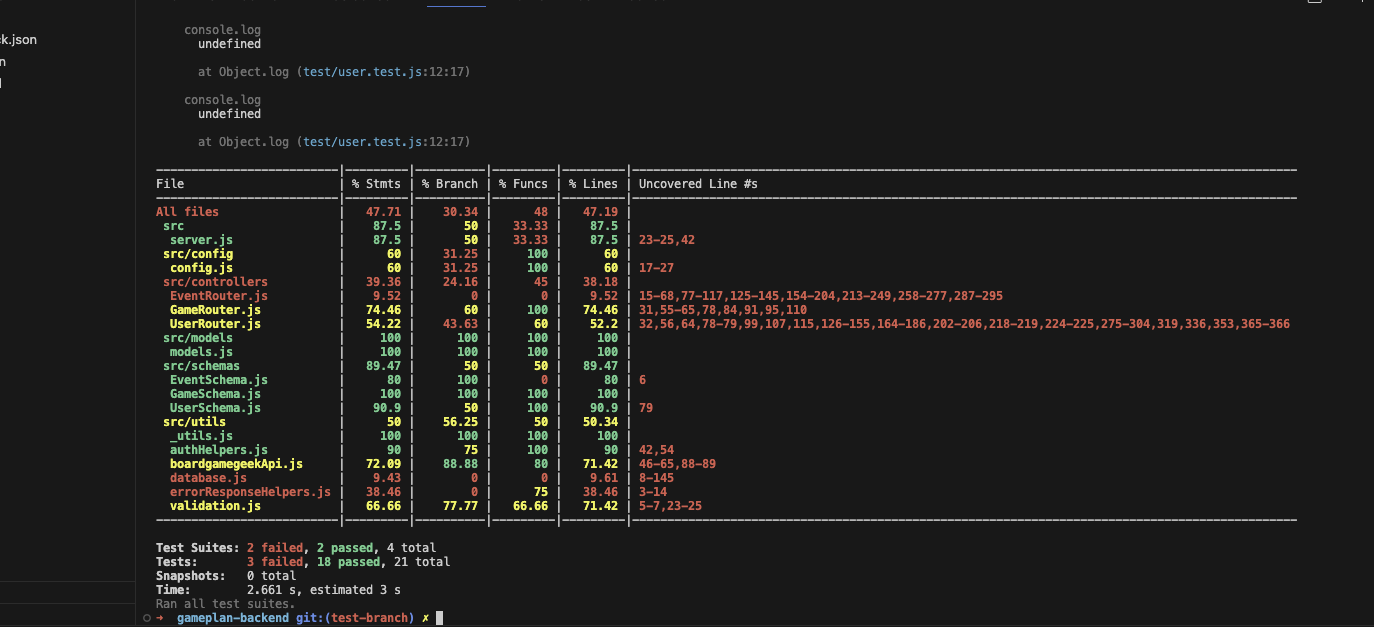 console.log
undefined
at Object.log (test/user.test.js:12:17)
console.log
undefined
at Object.log (test/user.test.js:12:17)
k.json
n
File | % Stmts | % Branch | % Funcs | % Lines | Uncovered Line #s
All files | 47.71 | 30.34 | 48 | 47.19 |
src | 87.5 | 50 | 33.33 | 87.5 |
server.js | 87.5 | 50 | 33.33 | 87.5 | 23-25,42
src/config | 60 | 31.25 | 100 | 60 |
config.js | 60 | 31.25 | 100 | 60 | 17-27
src/controllers | 39.36 | 24.16 | 45 | 38.18 |
EventRouter.js | 9.52 | 0 | 0 | 9.52 | 15-68,77-117,125-145,154-204,213-249,258-277,287-295
GameRouter.js | 74.46 | 60 | 100 | 74.46 | 31,55-65,78,84,91,95,110
UserRouter.js | 54.22 | 43.63 | 60 | 52.2 | 32,56,64,78-79,99,107,115,126-155,164-186,202-206,218-219,224-225,275-304,319,336,353,365-366
src/models | 100 | 100 | 100 | 100 |
models.js | 100 | 100 | 100 | 100 |
src/schemas | 89.47 | 50 | 50 | 89.47 |
EventSchema.js | 80 | 100 | 0 | 80 | 6
GameSchema.js | 100 | 100 | 100 | 100 |
UserSchema.js | 90.9 | 50 | 100 | 90.9 | 79
src/utils | 50 | 56.25 | 50 | 50.34 |
_utils.js | 100 | 100 | 100 | 100 |
authHelpers.js | 90 | 75 | 100 | 90 | 42,54
boardgamegeekApi.js | 72.09 | 88.88 | 80 | 71.42 | 46-65,88-89
database.js | 9.43 | 0 | 0 | 9.61 | 8-145
errorResponseHelpers.js | 38.46 | 0 | 75 | 38.46 | 3-14
validation.js | 66.66 | 77.77 | 66.66 | 71.42 | 5-7,23-25
Test Suites: 2 failed, 2 passed, 4 total
Tests: 3 failed, 18 passed, 21 total
Snapshots: 0 total
Time: 2.661 s, estimated 3 s
Ran all test suites.
➜ gameplan-backend git:(test-branch) ✗